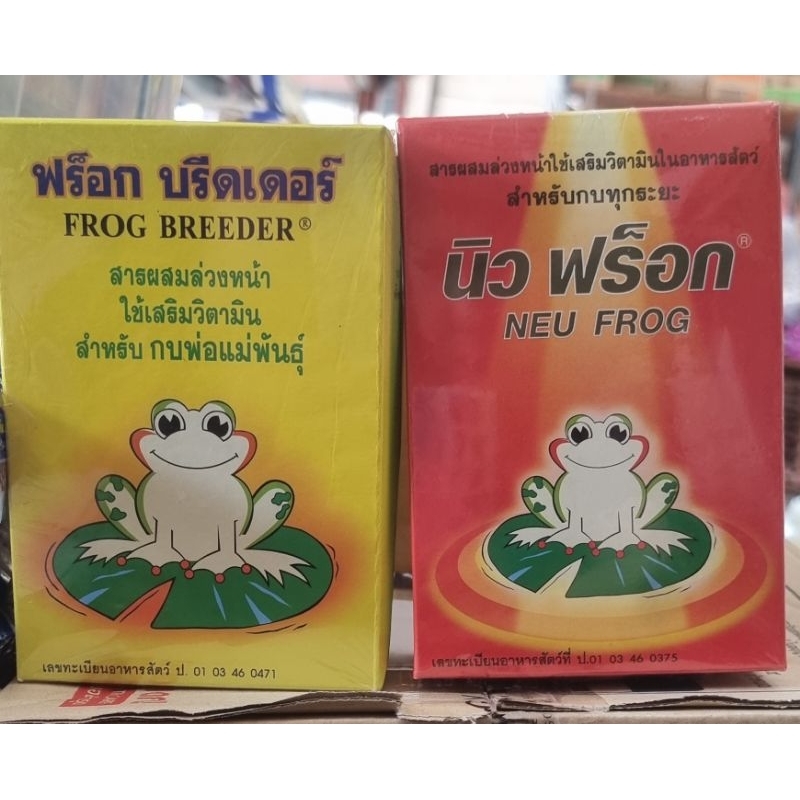 ฟร็อก บรีดเดอร์
FROG BREEDER®
สารผสมล่วงหน้า
ใช้เสริมวิตามิน
สำหรับ กบพ่อแม่พันธุ์
เลขทะเบียนอาหารสัตว์ ป. 01 03 46 0471
สารผสมล่วงหน้าใช้เสริมวิตามินในอาหารสัตว์
สำหรับกบทุกระยะ
นิว ฟร็อก®
NEU FROG
เลขทะเบียนอาหารสัตว์ที่ ป.01 03 46 0375